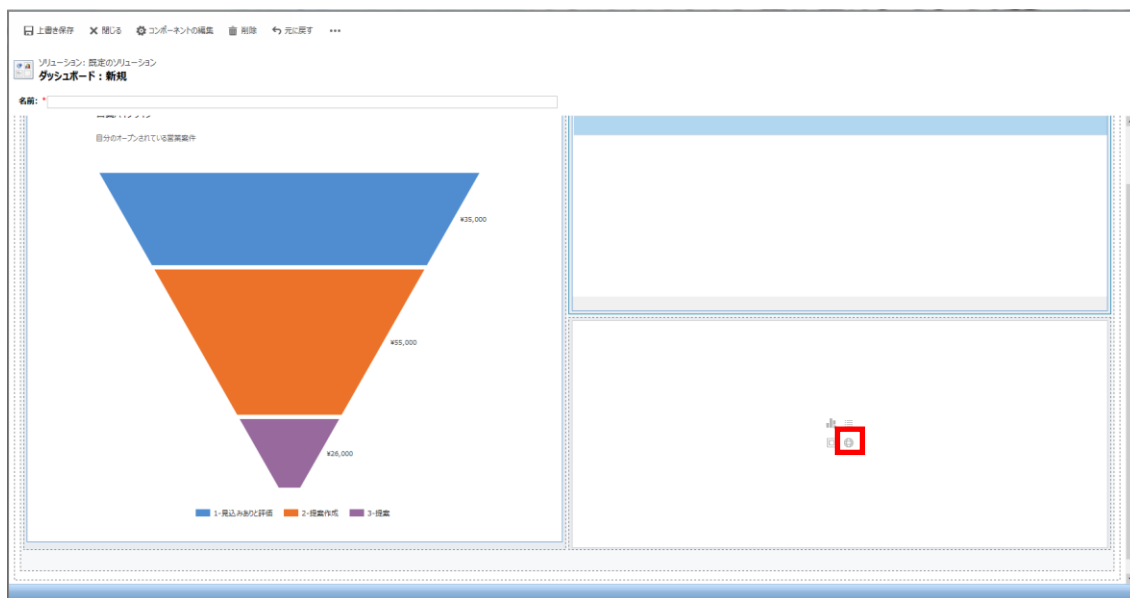 上書き保存 閉じる コンポーネントの編集 削除 元に戻す •••
ソリューション: 既定のソリューション
ダッシュボード : 新規
名前: *
自分のオープンされている営業案件
¥35,000
¥55,000
¥26,000
1-見込みありと評価 2-提案作成 3-提案